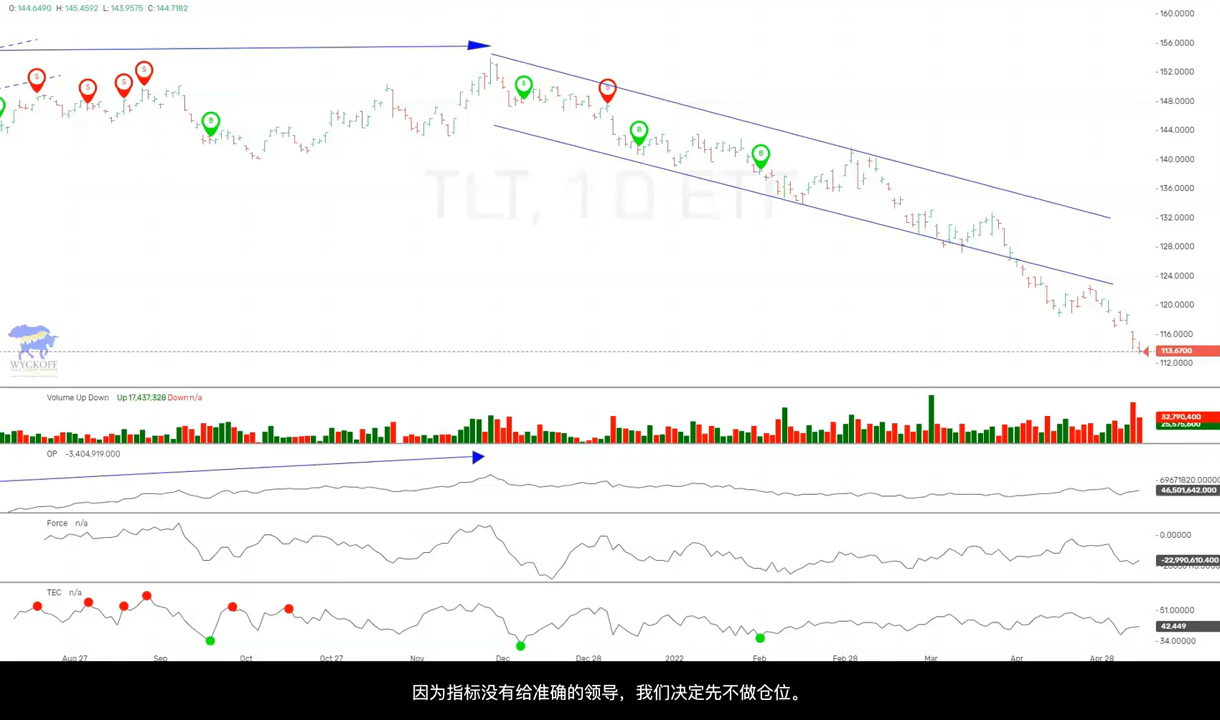 O: 144.6490 H: 145.4592 L: 143.9575 C: 144.7182
160.0000
156.0000
152.0000
148.0000
144.0000
140.0000
136.0000
132.0000
128.0000
124.0000
120.0000
116.0000
113.6700
112.0000
S
S
S
S
B
S
B
B
TLT, 1D ETF
WYCKOFF
Volume Up Down Up 17,437,328 Down n/a
32,790,400
25,575,600
OP -3,404,919.000
69671820.00000
46,501,642.000
Force n/a
0.00000
-22,990,610.400
TEC n/a
51.00000
42.449
34.00000
Aug 27 Sep Oct Oct 27 Nov Dec Dec 28 2022 Feb Feb 28 Mar Apr Apr 28
因为指标没有给准确的领导，我们决定先不做仓位。